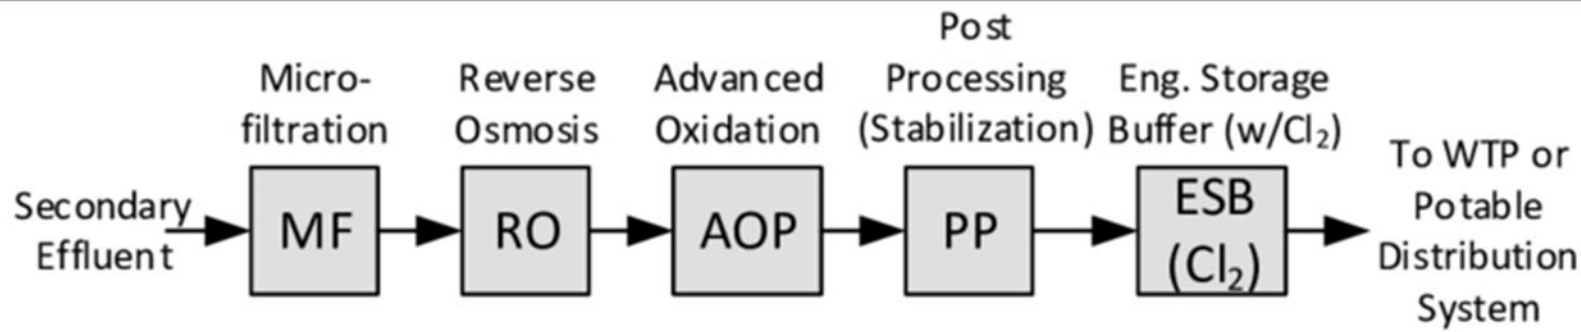 Secondary
Effluent
Micro-
filtration
MF
Reverse
Osmosis
RO
Advanced
Oxidation
AOP
Post
Processing
(Stabilization)
PP
Eng. Storage
Buffer (w/Cl₂)
ESB
(Cl₂)
To WTP or
Potable
Distribution
System